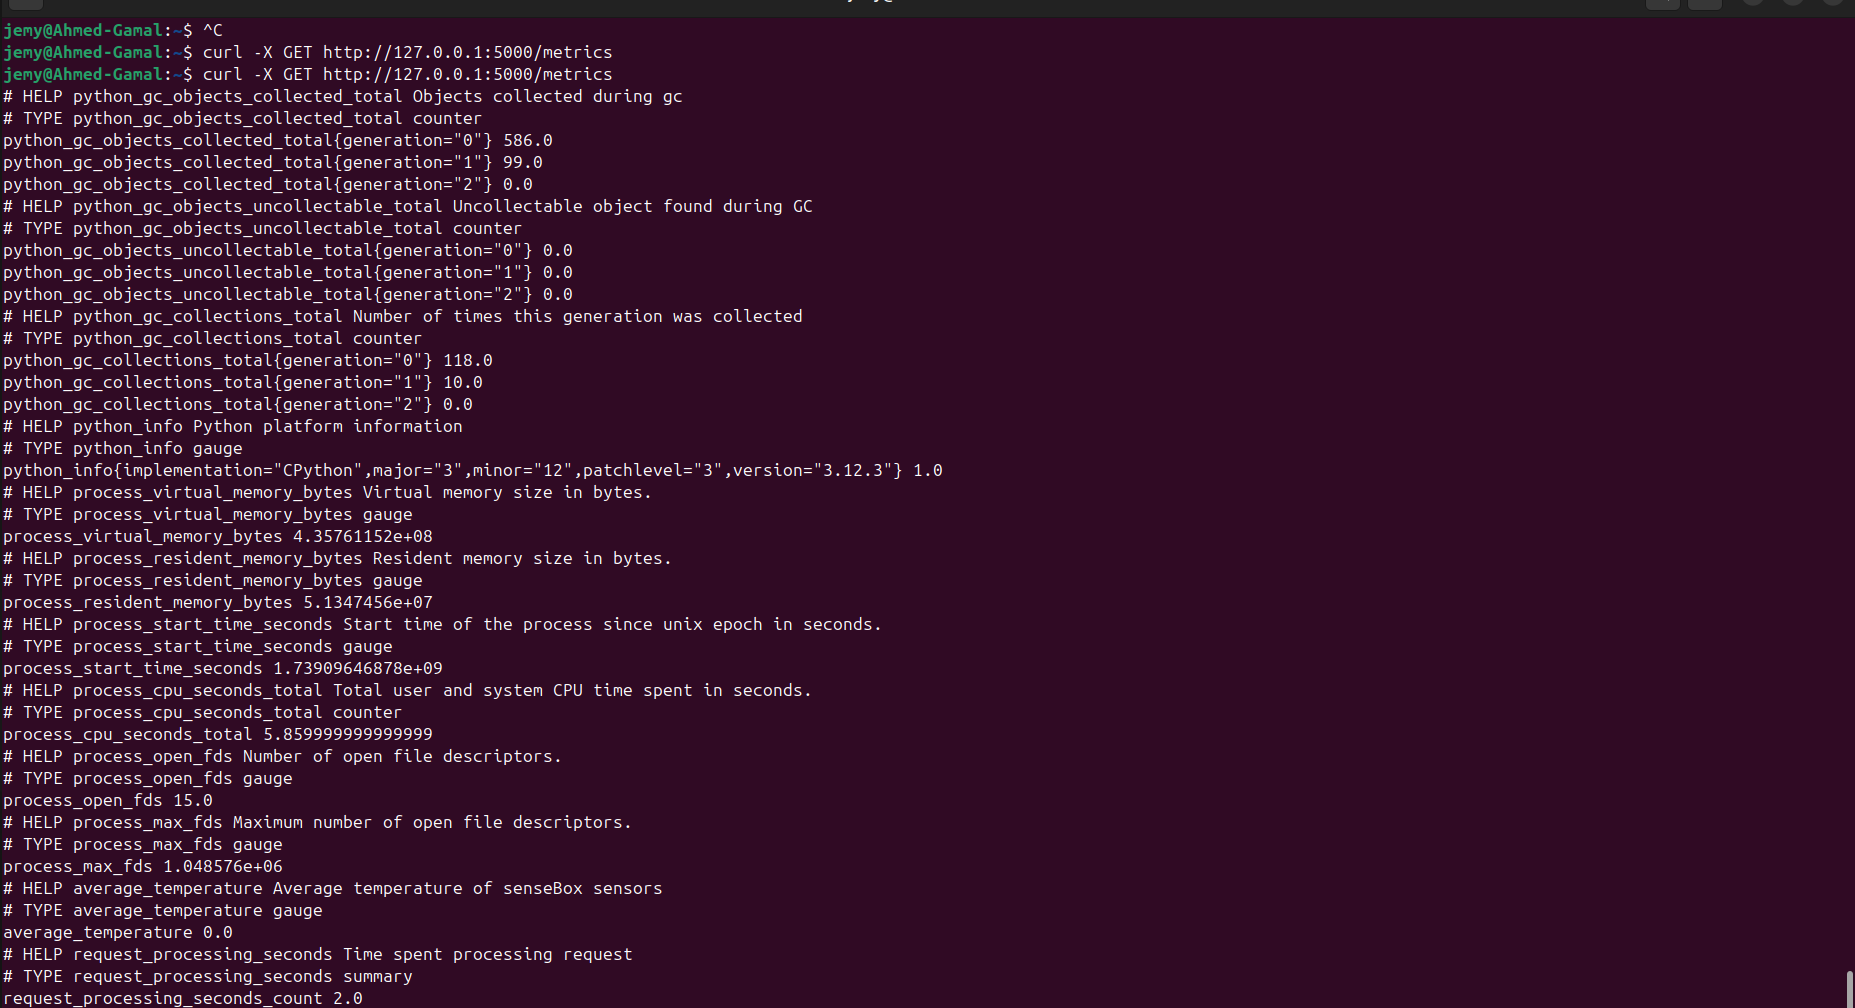 jemy@Ahmed-Gamal:~$ ^C
jemy@Ahmed-Gamal:~$ curl -X GET http://127.0.0.1:5000/metrics
jemy@Ahmed-Gamal:~$ curl -X GET http://127.0.0.1:5000/metrics
# HELP python_gc_objects_collected_total Objects collected during gc
# TYPE python_gc_objects_collected_total counter
python_gc_objects_collected_total{generation="0"} 586.0
python_gc_objects_collected_total{generation="1"} 99.0
python_gc_objects_collected_total{generation="2"} 0.0
# HELP python_gc_objects_uncollectable_total Uncollectable object found during GC
# TYPE python_gc_objects_uncollectable_total counter
python_gc_objects_uncollectable_total{generation="0"} 0.0
python_gc_objects_uncollectable_total{generation="1"} 0.0
python_gc_objects_uncollectable_total{generation="2"} 0.0
# HELP python_gc_collections_total Number of times this generation was collected
# TYPE python_gc_collections_total counter
python_gc_collections_total{generation="0"} 118.0
python_gc_collections_total{generation="1"} 10.0
python_gc_collections_total{generation="2"} 0.0
# HELP python_info Python platform information
# TYPE python_info gauge
python_info{implementation="CPython",major="3",minor="12",patchlevel="3",version="3.12.3"} 1.0
# HELP process_virtual_memory_bytes Virtual memory size in bytes.
# TYPE process_virtual_memory_bytes gauge
process_virtual_memory_bytes 4.35761152e+08
# HELP process_resident_memory_bytes Resident memory size in bytes.
# TYPE process_resident_memory_bytes gauge
process_resident_memory_bytes 5.1347456e+07
# HELP process_start_time_seconds Start time of the process since unix epoch in seconds.
# TYPE process_start_time_seconds gauge
process_start_time_seconds 1.73909646878e+09
# HELP process_cpu_seconds_total Total user and system CPU time spent in seconds.
# TYPE process_cpu_seconds_total counter
process_cpu_seconds_total 5.859999999999999
# HELP process_open_fds Number of open file descriptors.
# TYPE process_open_fds gauge
process_open_fds 15.0
# HELP process_max_fds Maximum number of open file descriptors.
# TYPE process_max_fds gauge
process_max_fds 1.048576e+06
# HELP average_temperature Average temperature of senseBox sensors
# TYPE average_temperature gauge
average_temperature 0.0
# HELP request_processing_seconds Time spent processing request
# TYPE request_processing_seconds summary
request_processing_seconds_count 2.0